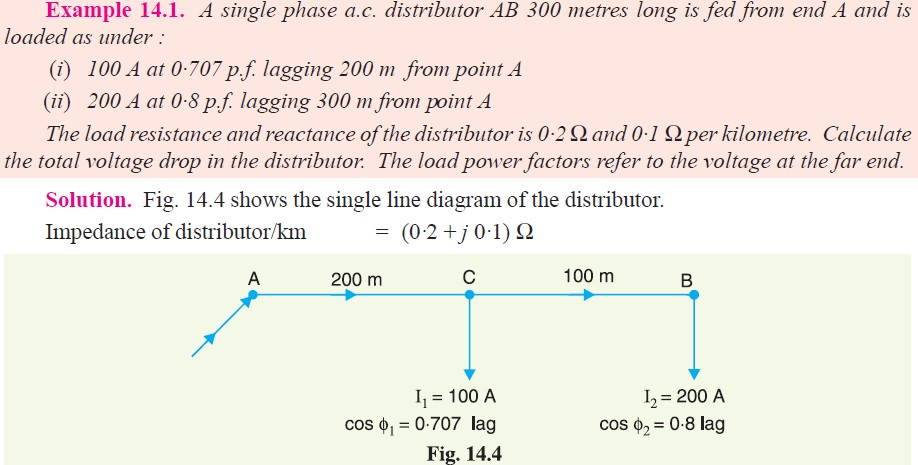 Example 14.1. A single phase a.c. distributor AB 300 metres long is fed from end A and is
loaded as under :
(i) 100 A at 0·707 p.f. lagging 200 m from point A
(ii) 200 A at 0·8 p.f. lagging 300 m from point A
The load resistance and reactance of the distributor is 0·2 Ω and 0·1 Ω per kilometre. Calculate
the total voltage drop in the distributor. The load power factors refer to the voltage at the far end.
Solution. Fig. 14.4 shows the single line diagram of the distributor.
Impedance of distributor/km = (0·2 + j 0·1) Ω
A 200 m C 100 m B
I₁ = 100 A I₂ = 200 A
cos ϕ₁ = 0·707 lag cos ϕ₂ = 0·8 lag
Fig. 14.4